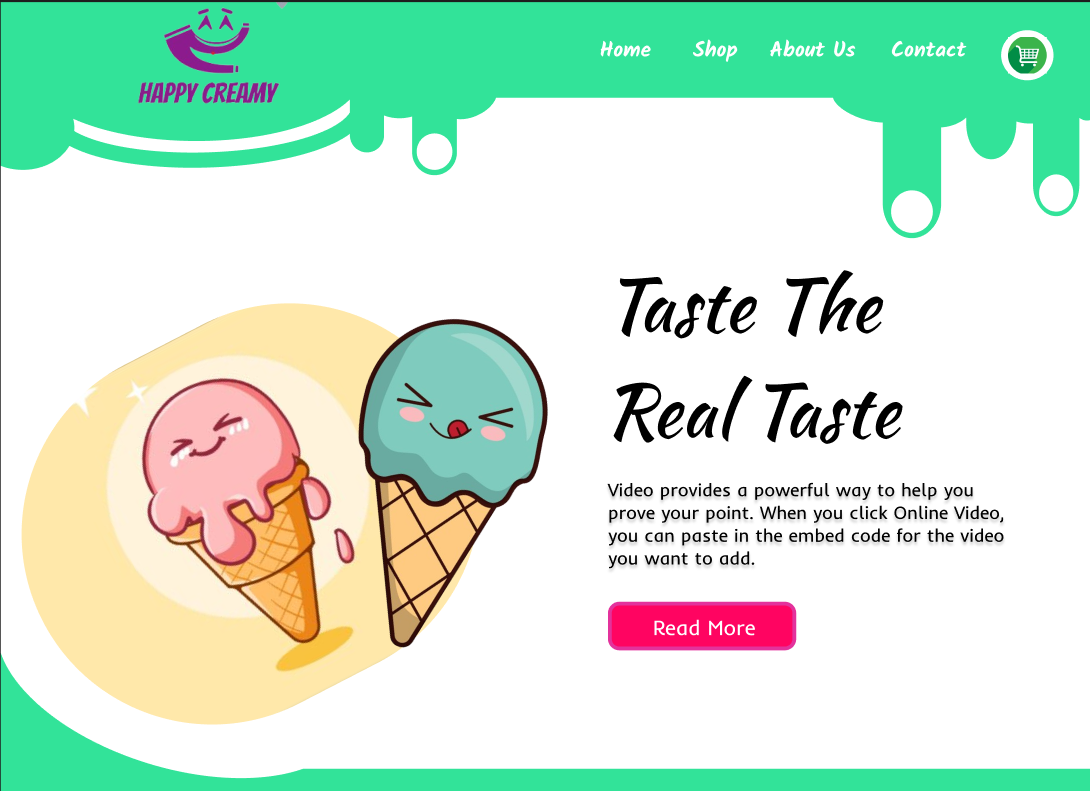 HAPPY CREAMY
Home Shop About Us Contact
Taste The
Real Taste
Video provides a powerful way to help you
prove your point. When you click Online Video,
you can paste in the embed code for the video
you want to add.
Read More